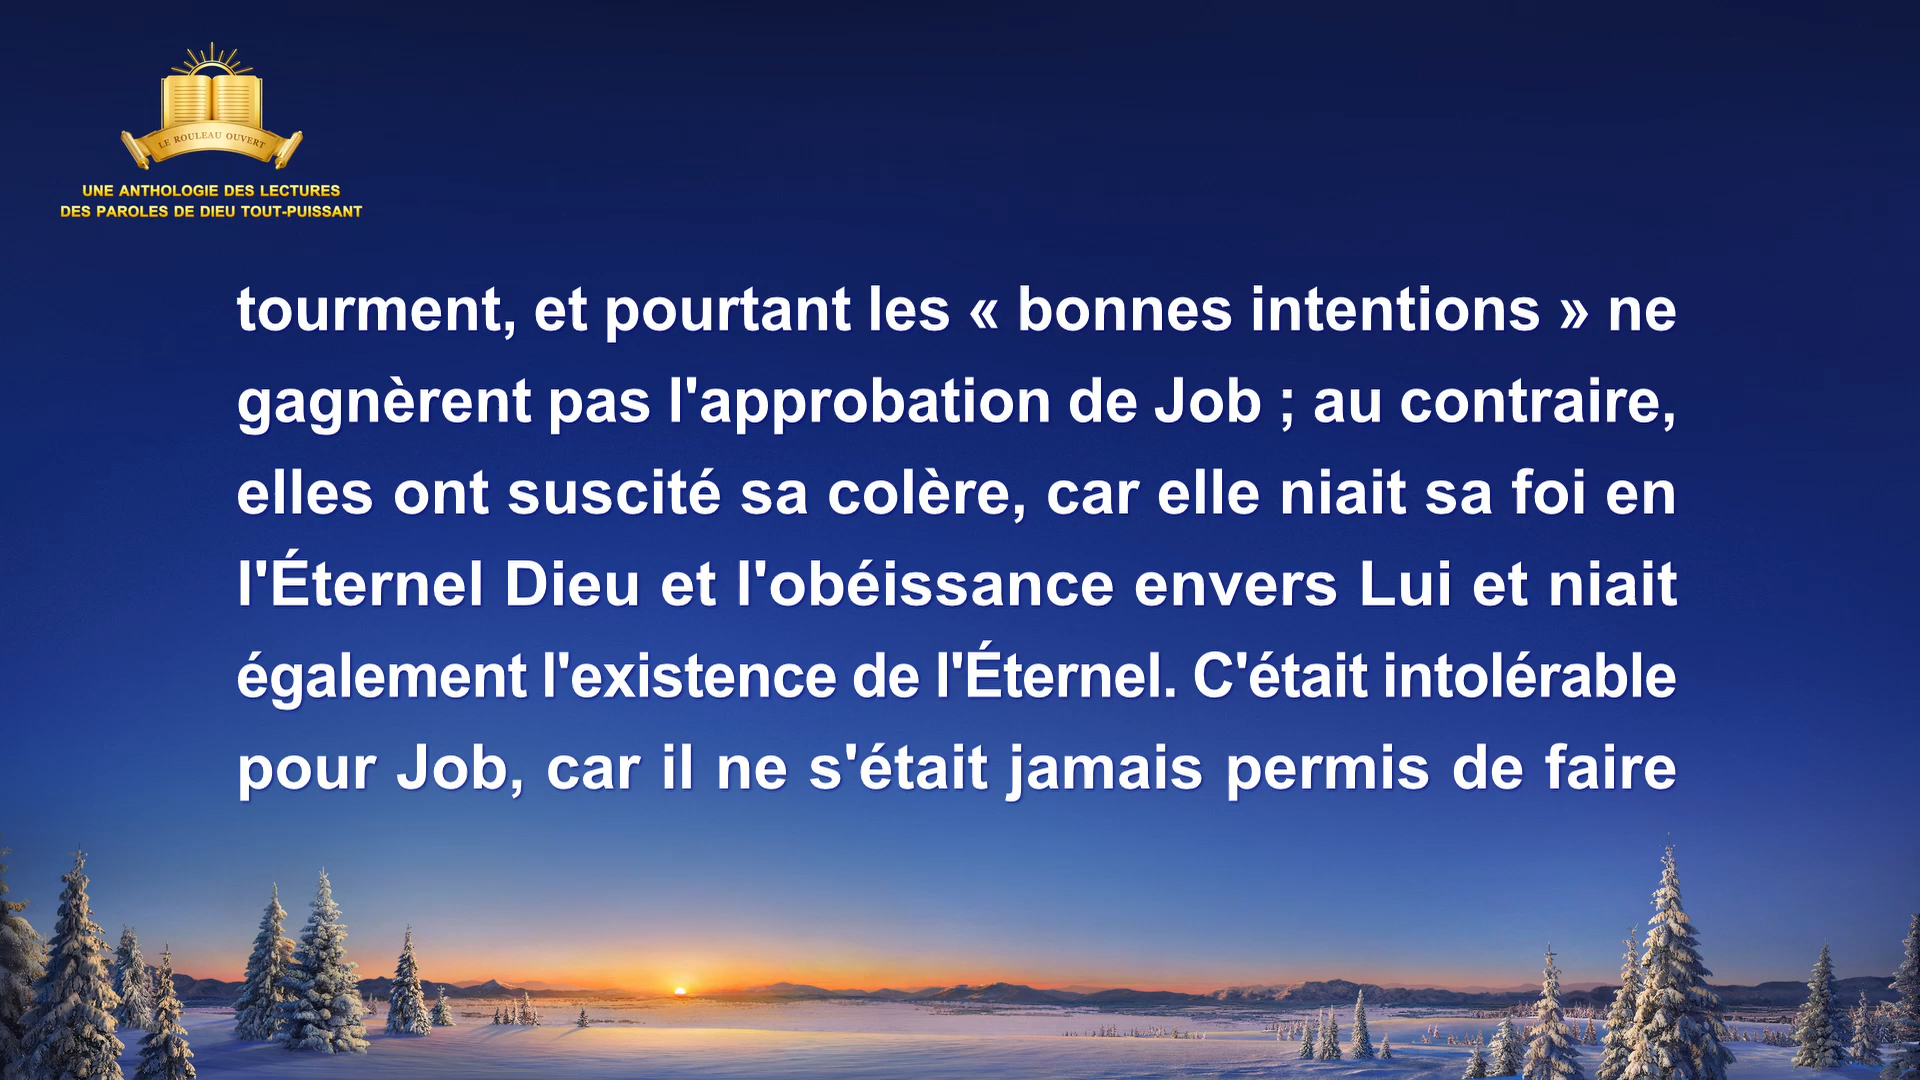 LE ROULEAU OUVERT
UNE ANTHOLOGIE DES LECTURES
DES PAROLES DE DIEU TOUT-PUISSANT
tourment, et pourtant les « bonnes intentions » ne
gagnèrent pas l'approbation de Job ; au contraire,
elles ont suscité sa colère, car elle niait sa foi en
l'Éternel Dieu et l'obéissance envers Lui et niait
également l'existence de l'Éternel. C'était intolérable
pour Job, car il ne s'était jamais permis de faire